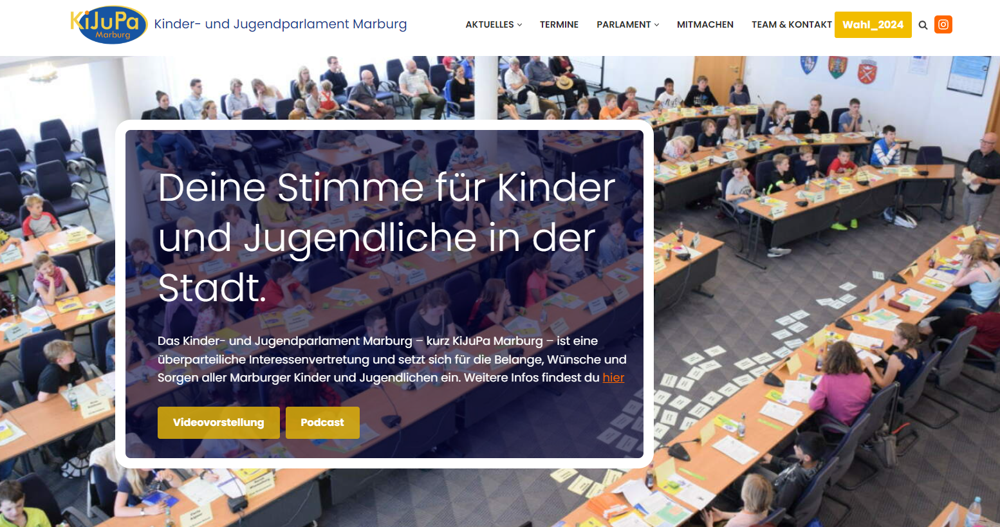 KiJuPa
Marburg
Kinder- und Jugendparlament Marburg
AKTUELLES
TERMINE
PARLAMENT
MITMACHEN
TEAM & KONTAKT
Wahl_2024
Deine Stimme für Kinder
und Jugendliche in der
Stadt.
Das Kinder- und Jugendparlament Marburg – kurz KiJuPa Marburg – ist eine
überparteiliche Interessenvertretung und setzt sich für die Belange, Wünsche und
Sorgen aller Marburger Kinder und Jugendlichen ein. Weitere Infos findest du hier
Videovorstellung
Podcast